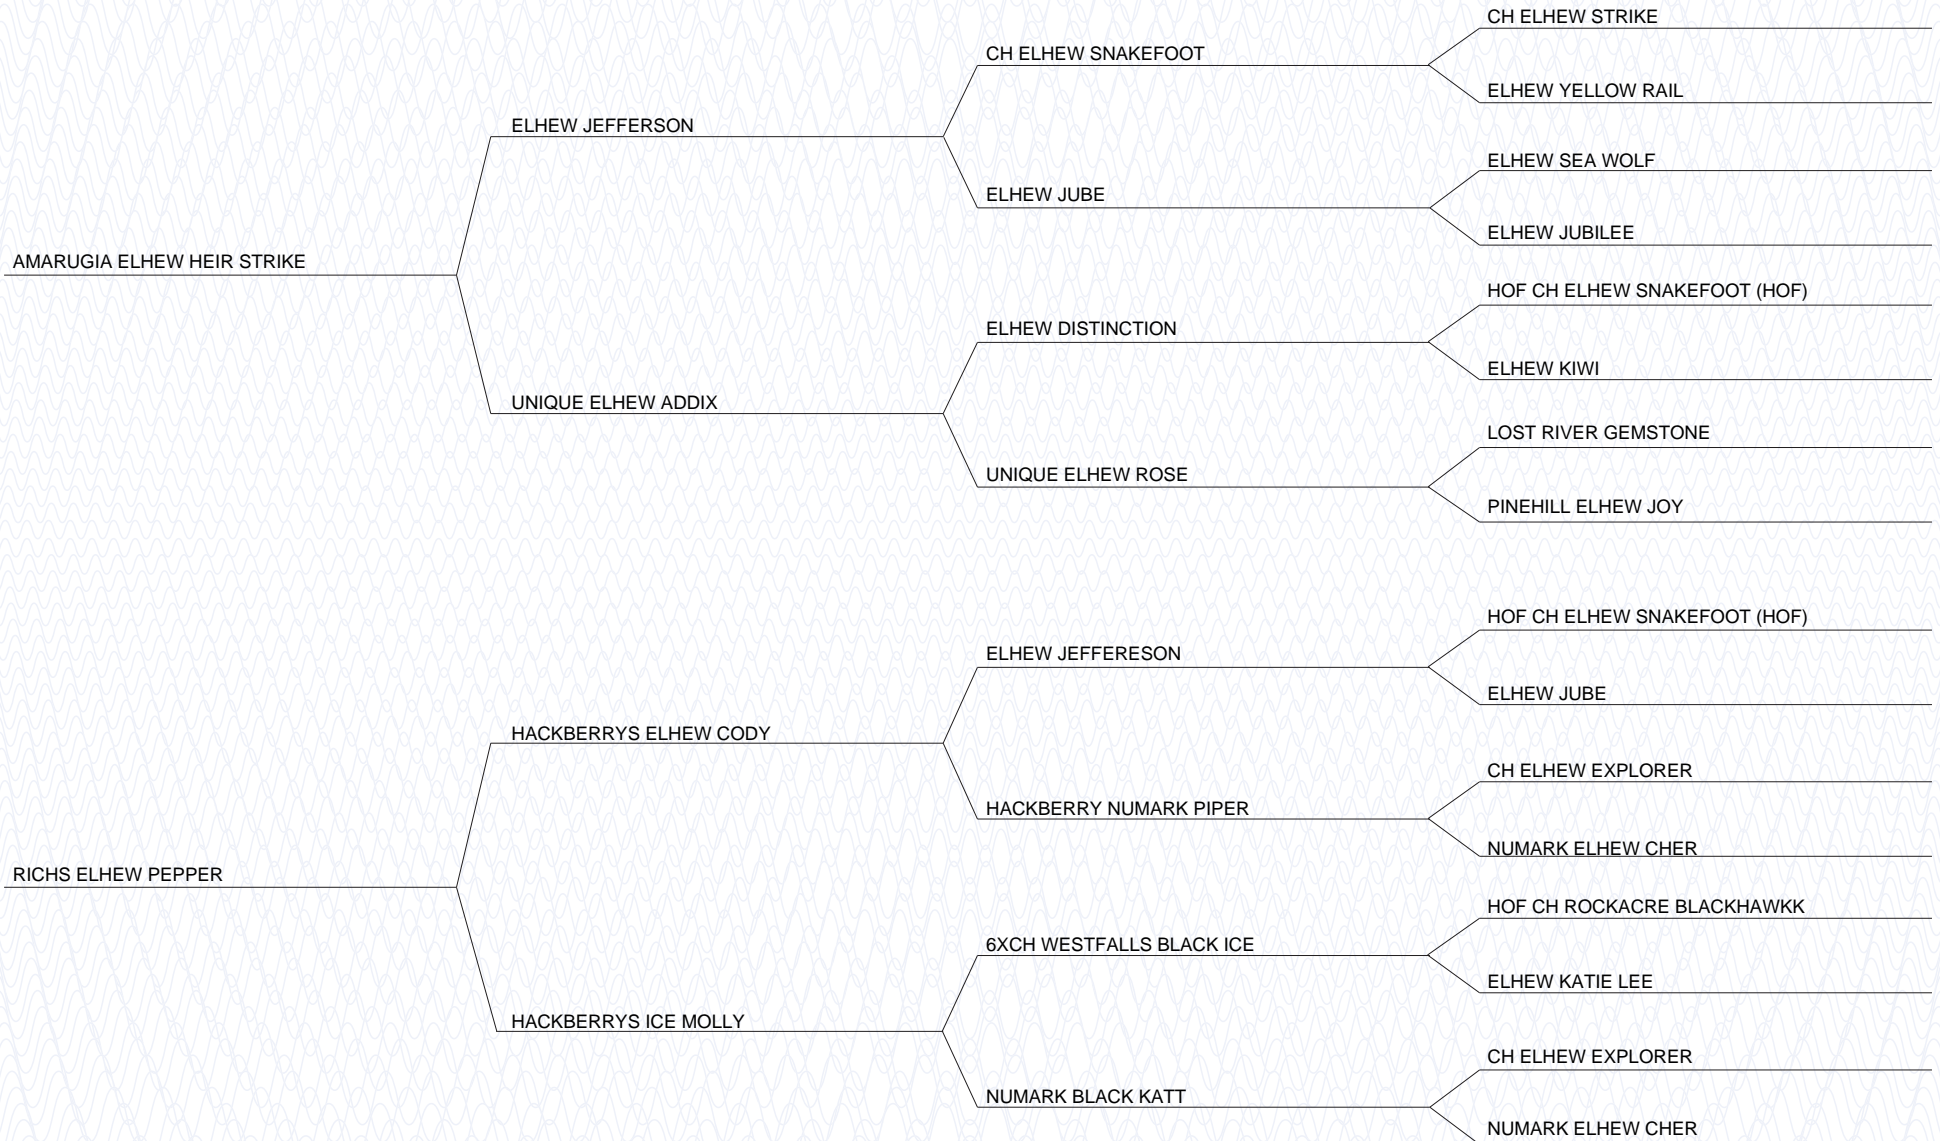 CH ELHEW STRIKE
CH ELHEW SNAKEFOOT
ELHEW YELLOW RAIL
ELHEW JEFFERSON
ELHEW SEA WOLF
ELHEW JUBE
ELHEW JUBILEE
AMARUGIA ELHEW HEIR STRIKE
HOF CH ELHEW SNAKEFOOT (HOF)
ELHEW DISTINCTION
ELHEW KIWI
UNIQUE ELHEW ADDIX
LOST RIVER GEMSTONE
UNIQUE ELHEW ROSE
PINEHILL ELHEW JOY
HOF CH ELHEW SNAKEFOOT (HOF)
ELHEW JEFFERESON
ELHEW JUBE
HACKBERRYS ELHEW CODY
CH ELHEW EXPLORER
HACKBERRY NUMARK PIPER
NUMARK ELHEW CHER
RICHS ELHEW PEPPER
HOF CH ROCKACRE BLACKHAWKK
6XCH WESTFALLS BLACK ICE
ELHEW KATIE LEE
HACKBERRYS ICE MOLLY
CH ELHEW EXPLORER
NUMARK BLACK KATT
NUMARK ELHEW CHER